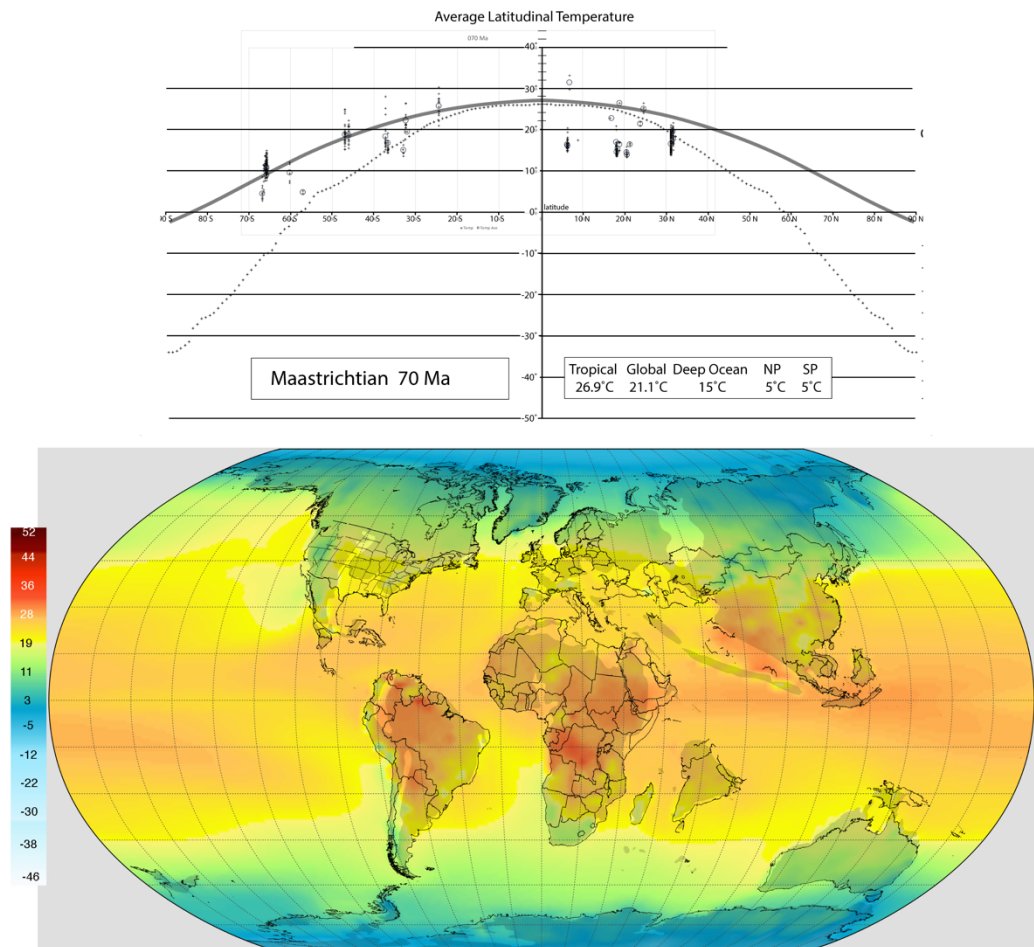 Average Latitudinal Temperature
070 Ma
40°
30°
20°
10°
0°
latitude
80 S 70 S 60 S 50 S 40 S 30 S 20 S 10 S 10 N 20 N 30 N 40 N 50 N 60 N 70 N 80 N 90 N
Temp Temp Ave
-10°
-20°
-30°
-40°
-50°
Maastrichtian 70 Ma
Tropical Global Deep Ocean NP SP
26.9°C 21.1°C 15°C 5°C 5°C
52
44
36
28
19
11
3
-5
-12
-22
-30
-38
-46